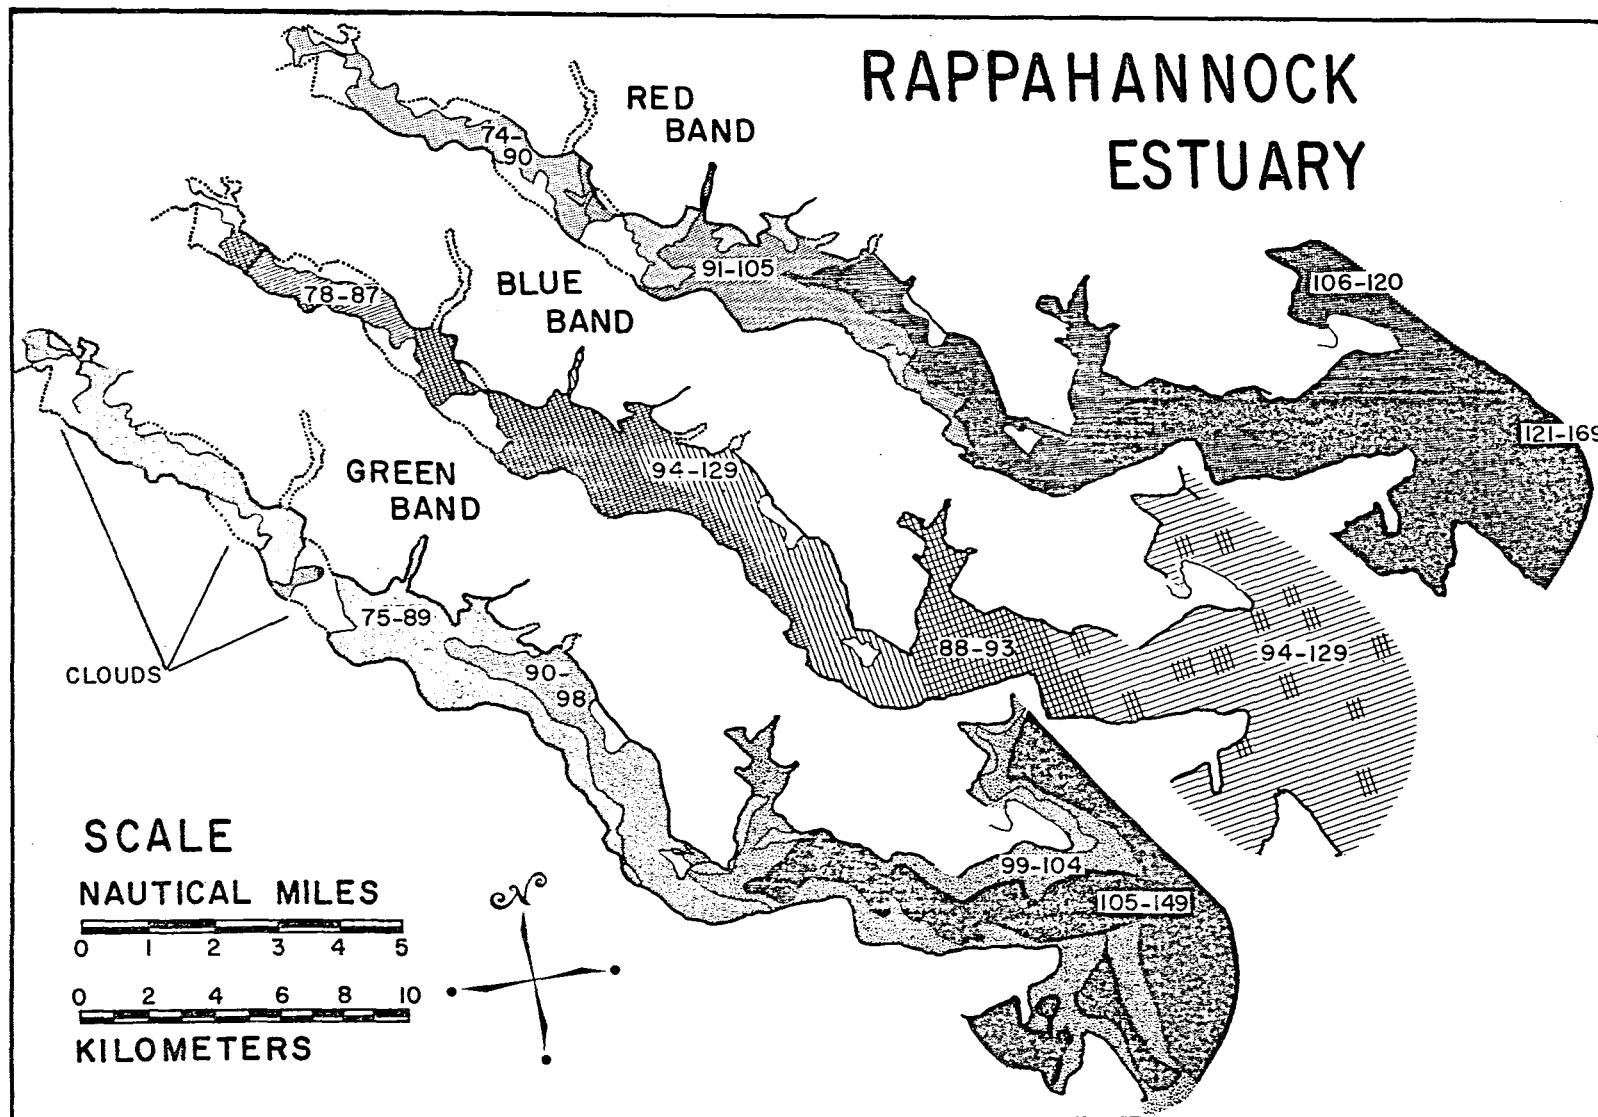 RAPPAHANNOCK
ESTUARY
RED
BAND
74-
90
91-105
106-120
121-169
BLUE
BAND
78-87
94-129
88-93
94-129
GREEN
BAND
75-89
90-
98
99-104
105-149
CLOUDS
SCALE
NAUTICAL MILES
0 1 2 3 4 5
0 2 4 6 8 10
KILOMETERS
N